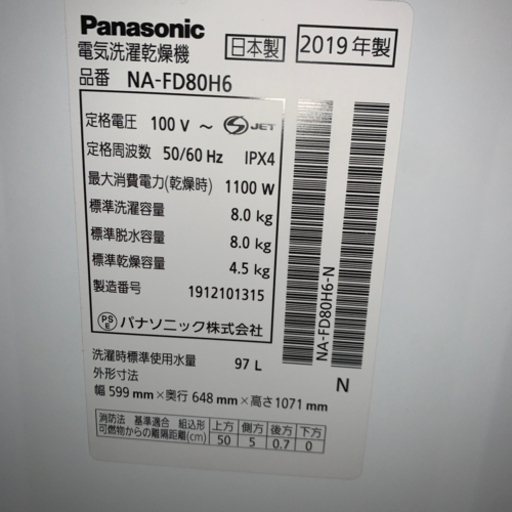 Panasonic
電気洗濯乾燥機 日本製 2019年製
品番 NA-FD80H6
定格電圧 100 V ～ S JET
定格周波数 50/60 Hz IPX4
最大消費電力(乾燥時) 1100 W
標準洗濯容量 8.0 kg
標準脱水容量 8.0 kg
標準乾燥容量 4.5 kg
製造番号 1912101315
PSE パナソニック株式会社
NA-FD80H6-N
洗濯時標準使用水量 97 L
N
外形寸法
幅 599 mm×奥行 648 mm×高さ1071 mm
消防法 基準適合 組込形 上方 側方 後方 下方
可燃物からの離隔距離(cm) 50 5 0.7 0